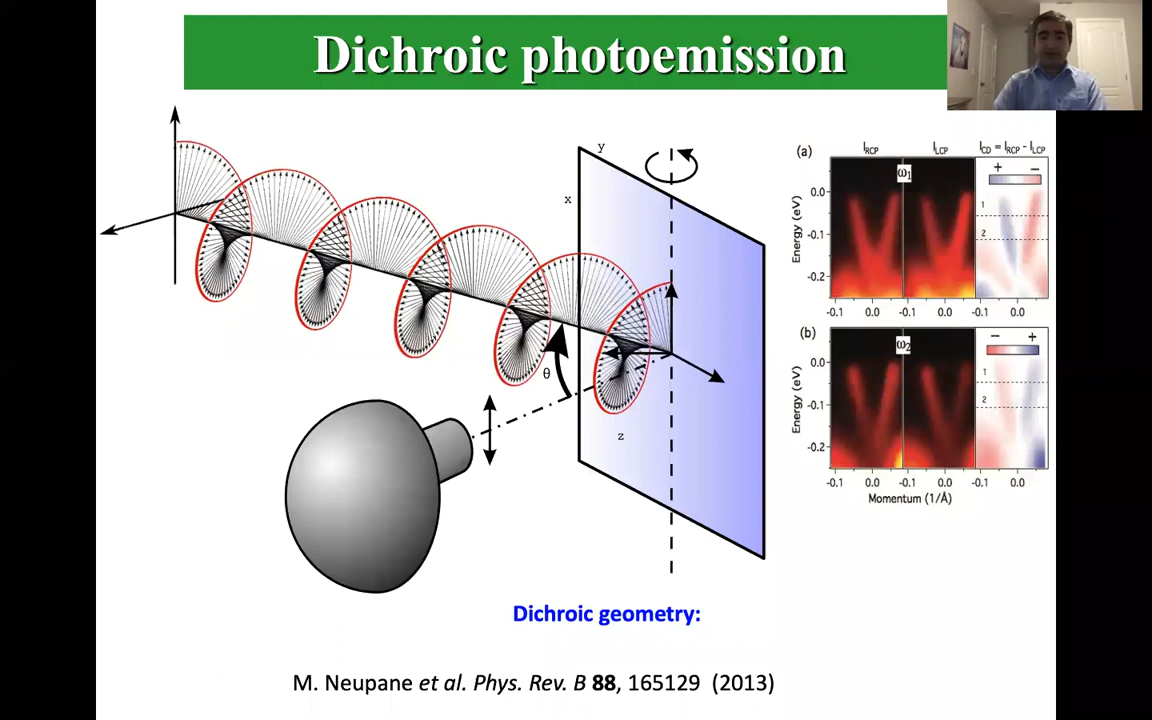 Dichroic photoemission
y
x
θ
z
(a)
I_RCP
I_LCP
I_CD = I_RCP - I_LCP
ω₁
+
−
1
2
Energy (eV)
0.0
-0.1
-0.2
-0.1 0.0 -0.1 0.0 -0.1 0.0
(b)
ω₂
−
+
1
2
Energy (eV)
0.0
-0.1
-0.2
-0.1 0.0 -0.1 0.0 -0.1 0.0
Momentum (1/Å)
Dichroic geometry:
M. Neupane et al. Phys. Rev. B 88, 165129 (2013)